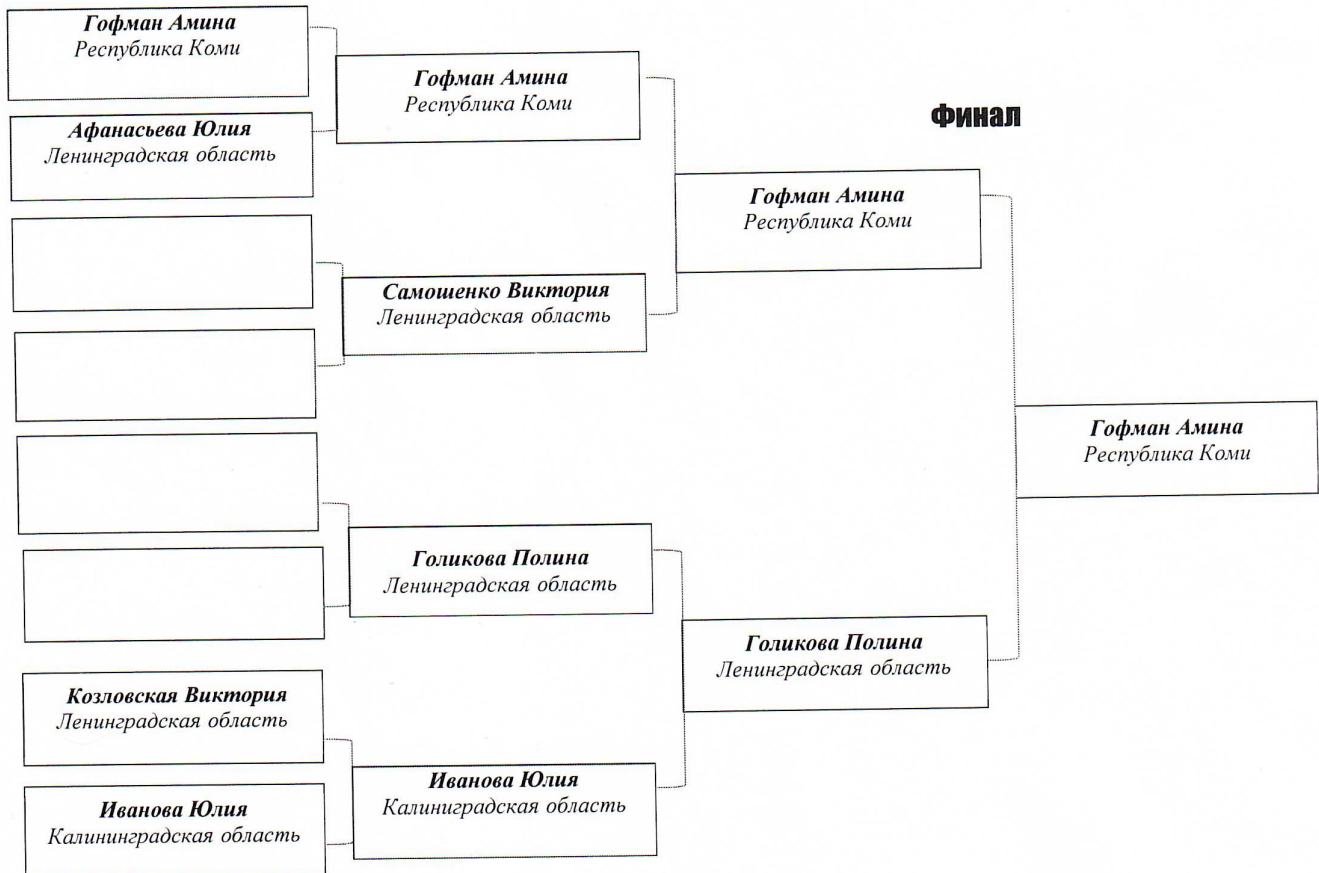 Гофман Амина
Республика Коми
Афанасьева Юлия
Ленинградская область
Козловская Виктория
Ленинградская область
Иванова Юлия
Калининградская область
Гофман Амина
Республика Коми
Самошенко Виктория
Ленинградская область
Голикова Полина
Ленинградская область
Иванова Юлия
Калиниградская область
Финал
Гофман Амина
Республика Коми
Голикова Полина
Ленинградская область
Гофман Амина
Республика Коми